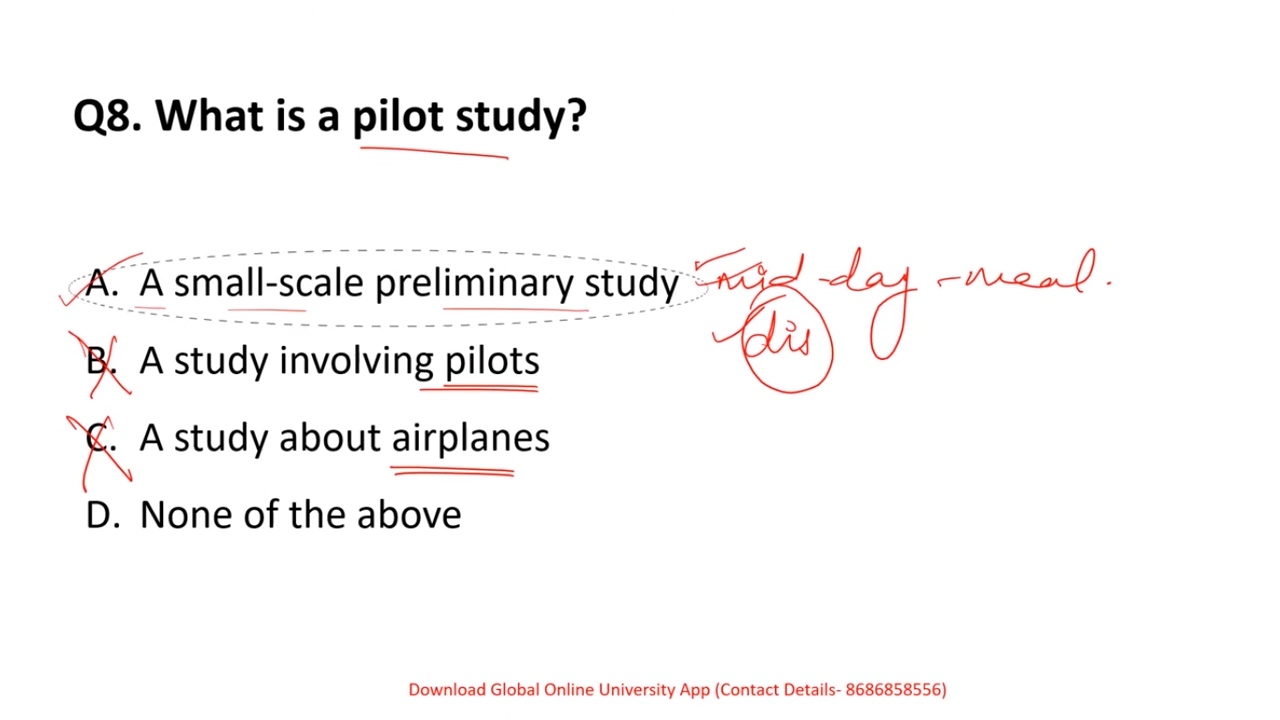 Q8. What is a pilot study?
A. A small-scale preliminary study mid-day-meal.
dis
B. A study involving pilots
C. A study about airplanes
D. None of the above
Download Global Online University App (Contact Details- 8686858556)